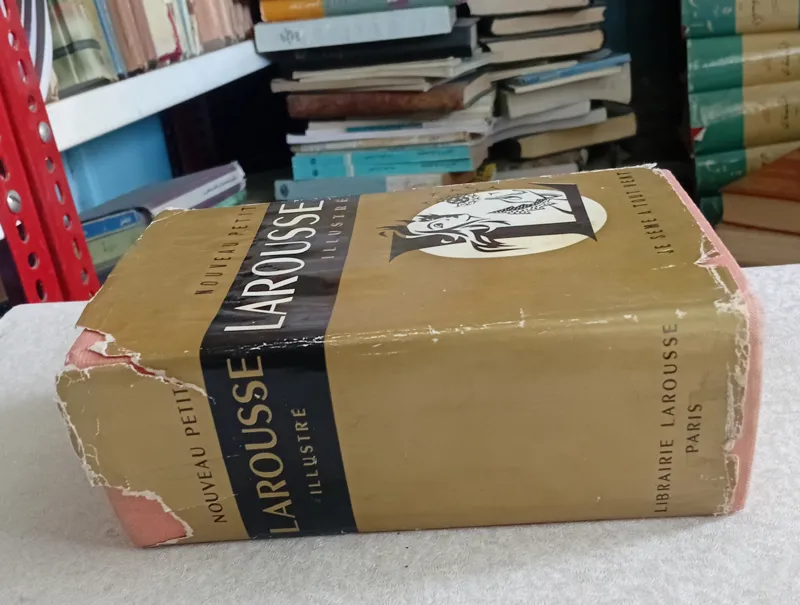 NOUVEAU PETIT
LAROUSSE
ILLUSTRÉ
JE SÈME A TOUT VENT
NOUVEAU PETIT
LAROUSSE
ILLUSTRÉ
LIBRAIRIE LAROUSSE
PARIS